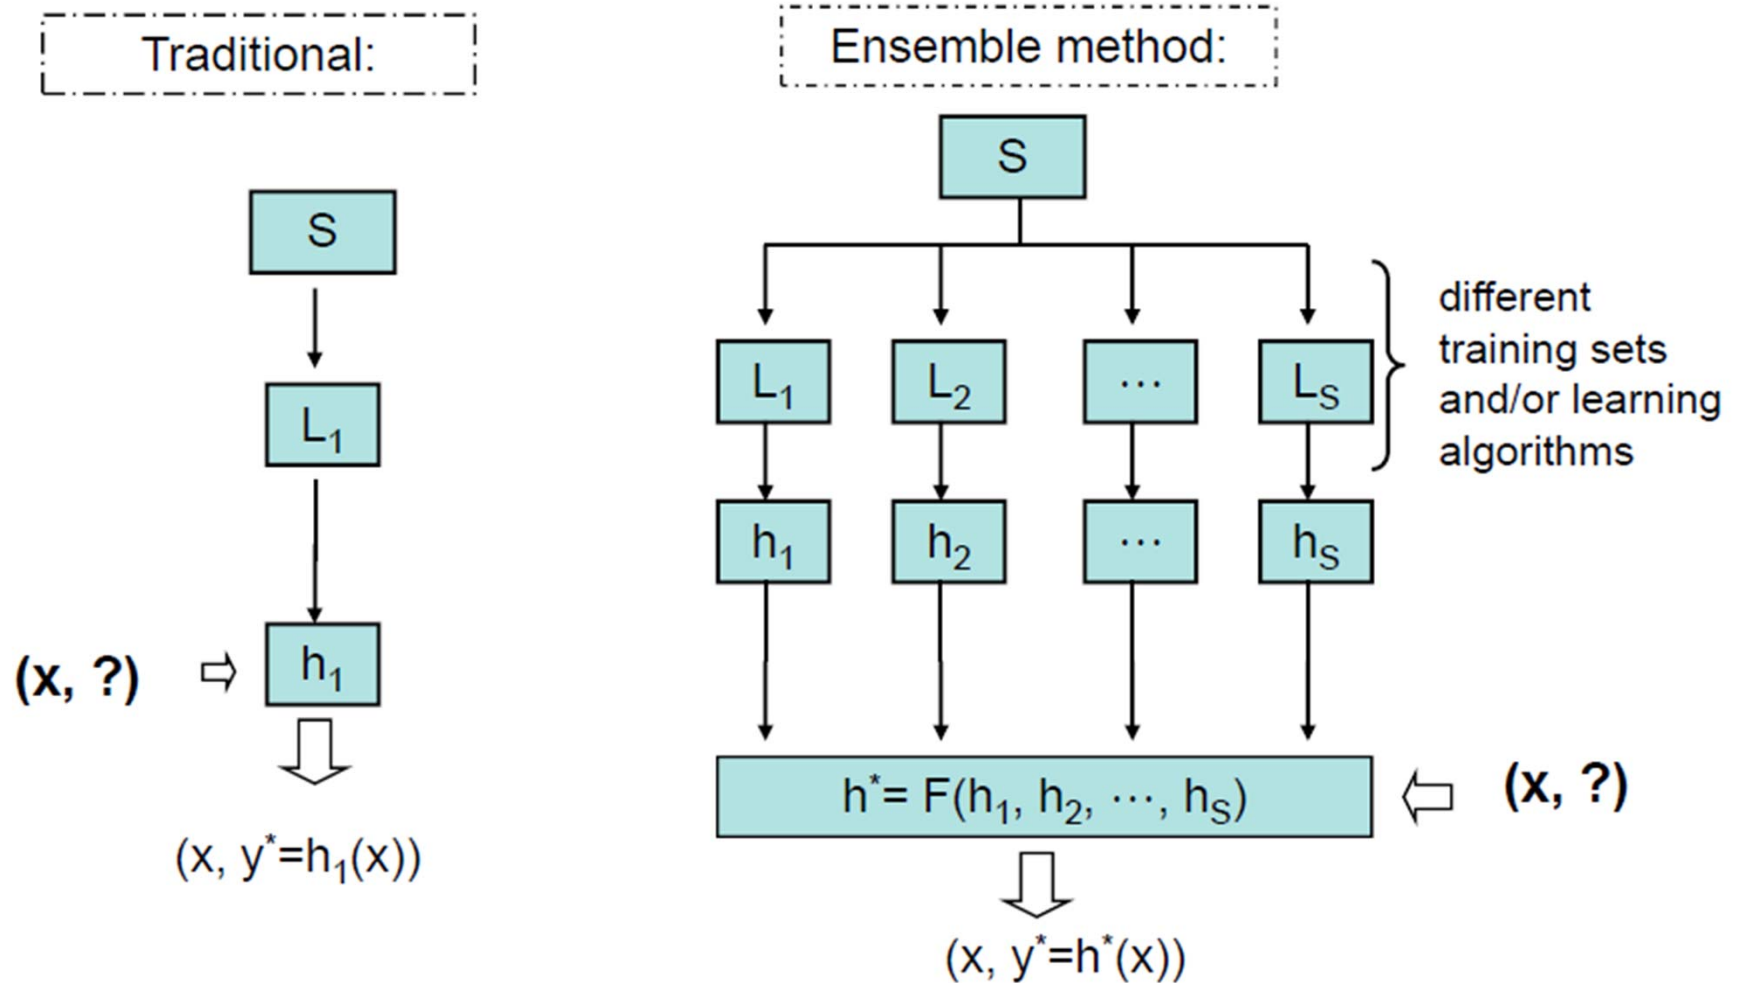 Traditional:
S
L1
(x, ?)
h1
(x, y*=h1(x))
Ensemble method:
S
L1 L2 ⋯ LS
different
training sets
and/or learning
algorithms
h1 h2 ⋯ hS
h*= F(h1, h2, ⋯, hS)
(x, ?)
(x, y*=h*(x))